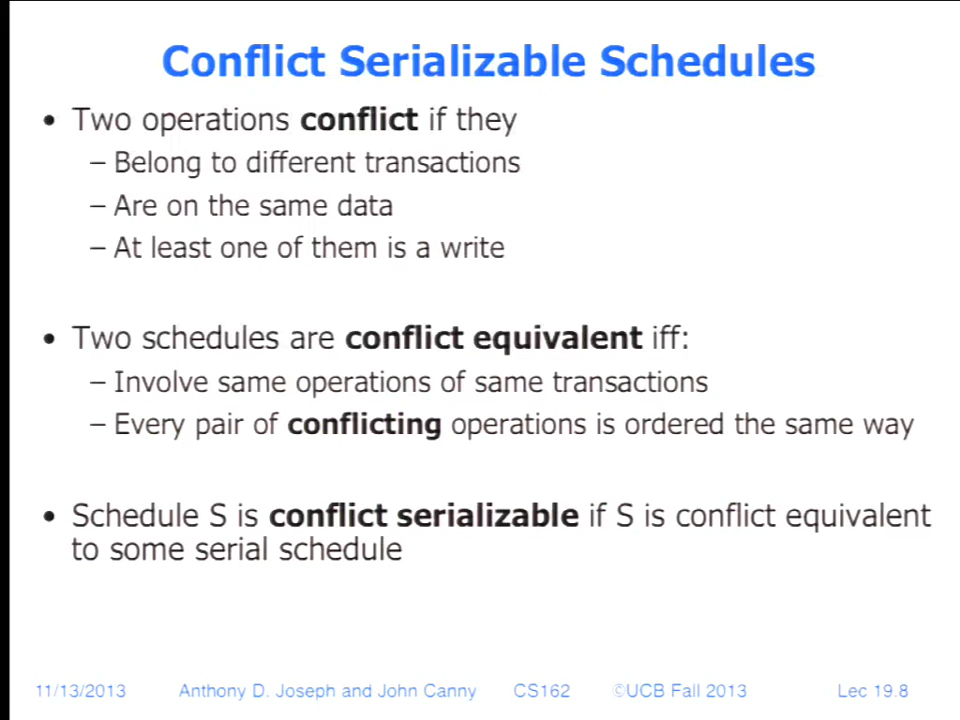 Conflict Serializable Schedules
• Two operations conflict if they
– Belong to different transactions
– Are on the same data
– At least one of them is a write
• Two schedules are conflict equivalent iff:
– Involve same operations of same transactions
– Every pair of conflicting operations is ordered the same way
• Schedule S is conflict serializable if S is conflict equivalent
to some serial schedule
11/13/2013 Anthony D. Joseph and John Canny CS162 ©UCB Fall 2013 Lec 19.8